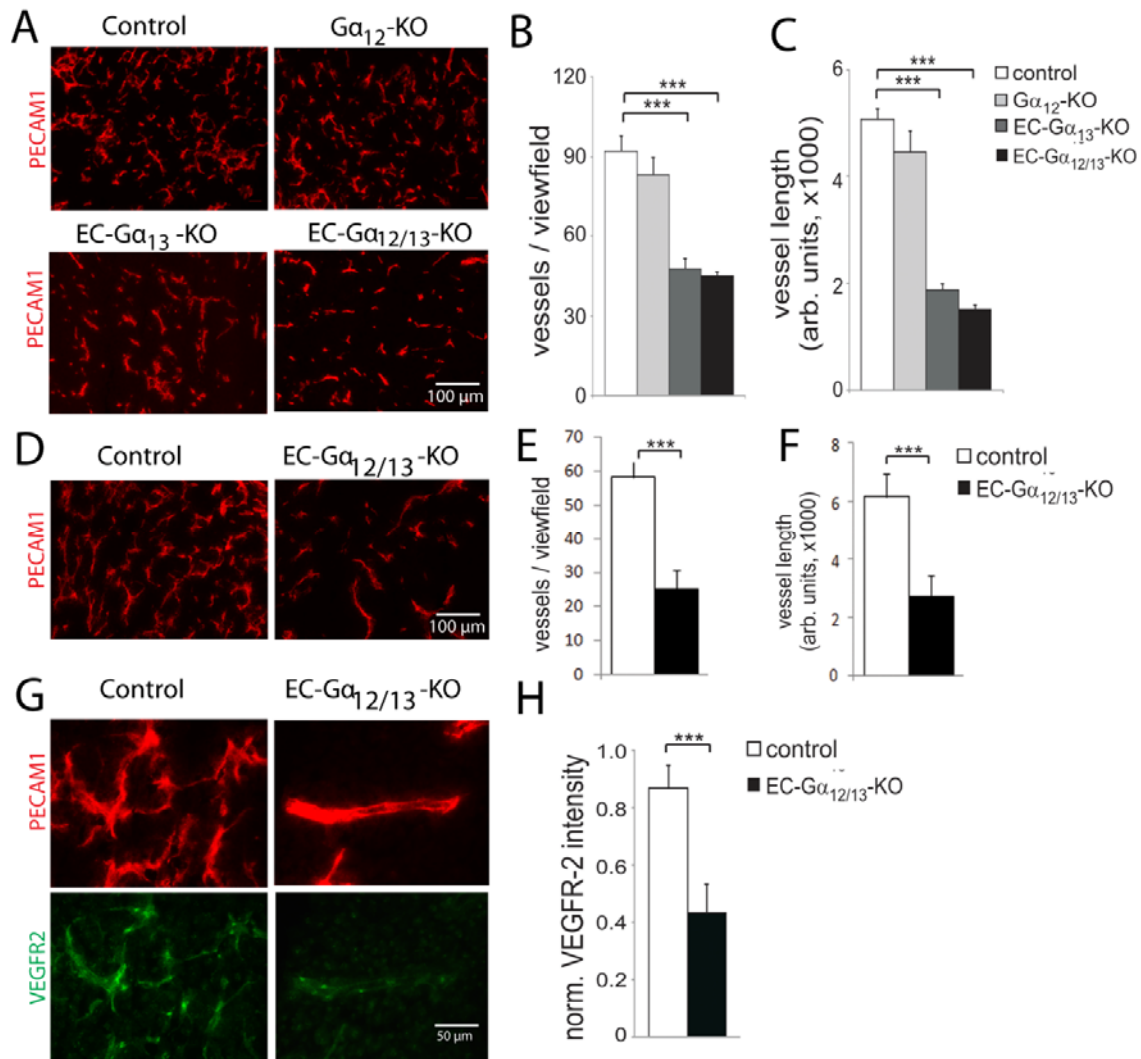 A
Control
Gα12-KO
PECAM1
EC-Gα13-KO
EC-Gα12/13-KO
PECAM1
100 µm
B
vessels / viewfield
120
90
60
30
0
***
***
C
vessel length
(arb. units, x1000)
6
4
2
0
***
***
control
Gα12-KO
EC-Gα13-KO
EC-Gα12/13-KO
D
Control
EC-Gα12/13-KO
PECAM1
100 µm
E
vessels / viewfield
70
60
50
40
30
20
10
0
***
F
vessel length
(arb. units, x1000)
8
6
4
2
0
***
control
EC-Gα12/13-KO
G
Control
EC-Gα12/13-KO
PECAM1
VEGFR2
50 µm
H
norm. VEGFR-2 intensity
1.0
0.8
0.6
0.4
0.2
0
***
control
EC-Gα12/13-KO